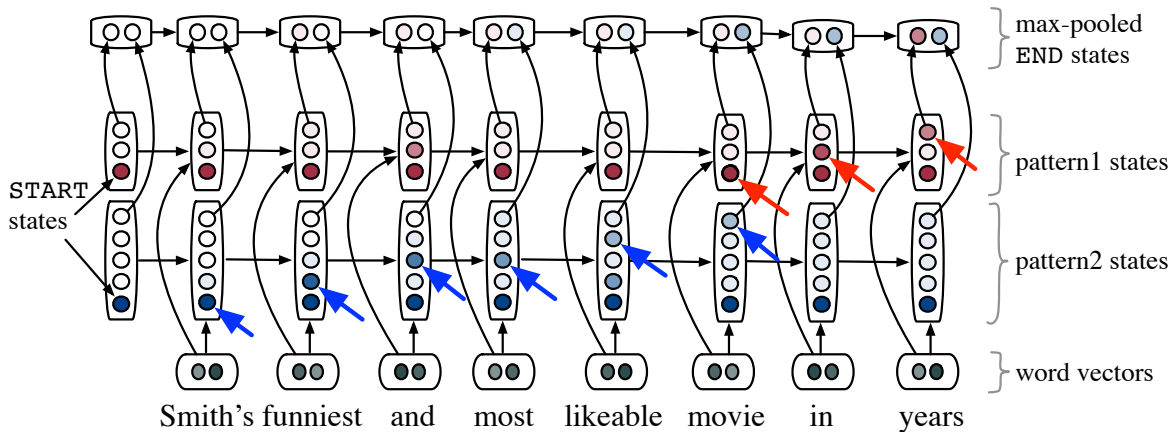 max-pooled
END states
pattern1 states
START
states
pattern2 states
word vectors
Smith's funniest and most likeable movie in years